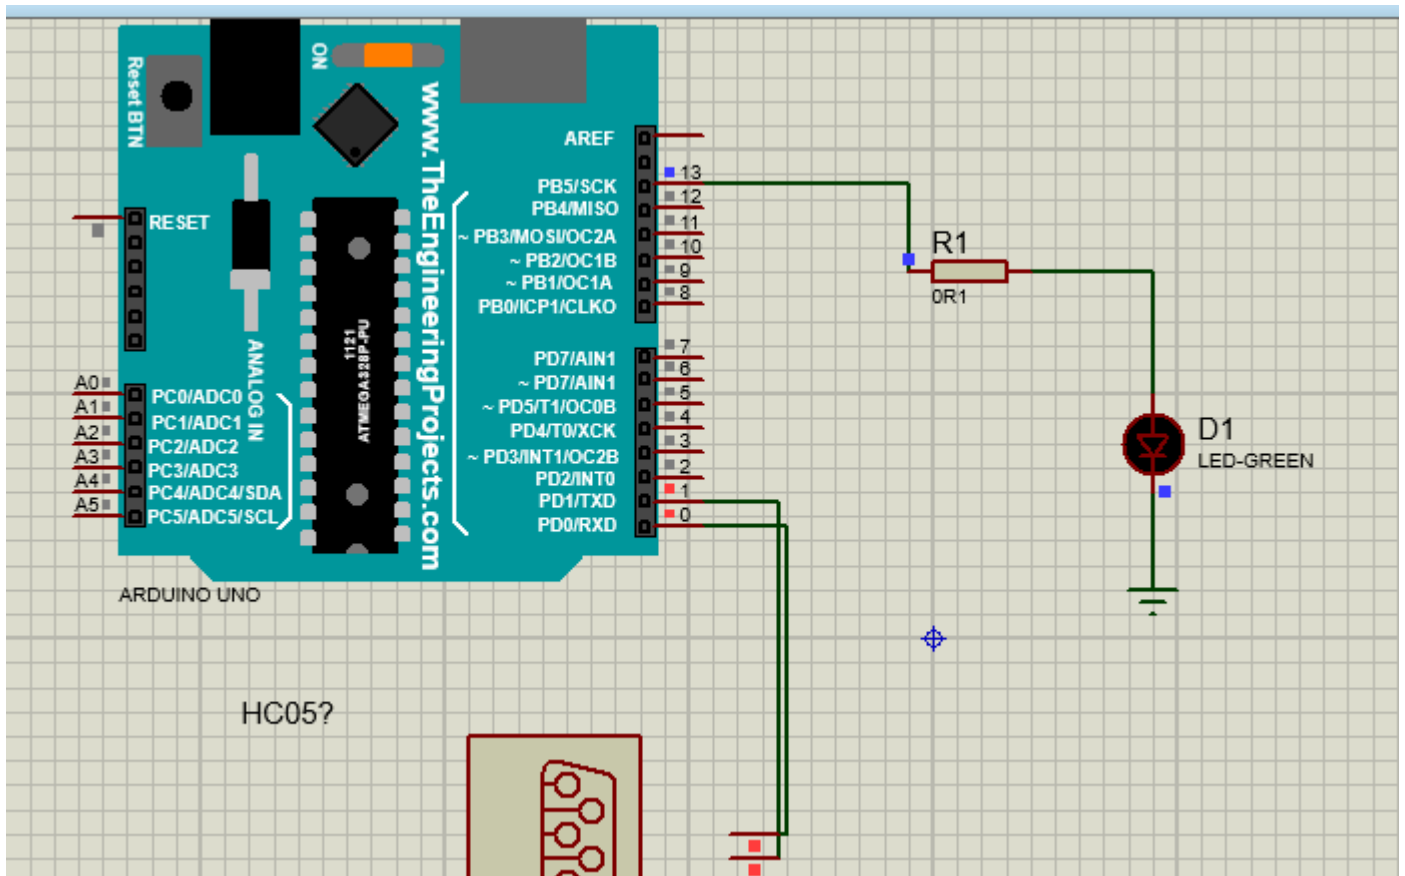 Reset BTN
ON
www.TheEngineeringProjects.com
AREF
13
PB5/SCK
12
PB4/MISO
11
~ PB3/MOSI/OC2A
10
~ PB2/OC1B
9
~ PB1/OC1A
8
PB0/ICP1/CLKO
RESET
ANALOG IN
1121
ATMEGA328P-PU
7
PD7/AIN1
6
~ PD7/AIN1
5
~ PD5/T1/OC0B
4
PD4/T0/XCK
3
~ PD3/INT1/OC2B
2
PD2/INT0
1
PD1/TXD
0
PD0/RXD
A0
PC0/ADC0
A1
PC1/ADC1
A2
PC2/ADC2
A3
PC3/ADC3
A4
PC4/ADC4/SDA
A5
PC5/ADC5/SCL
ARDUINO UNO
R1
0R1
D1
LED-GREEN
HC05?